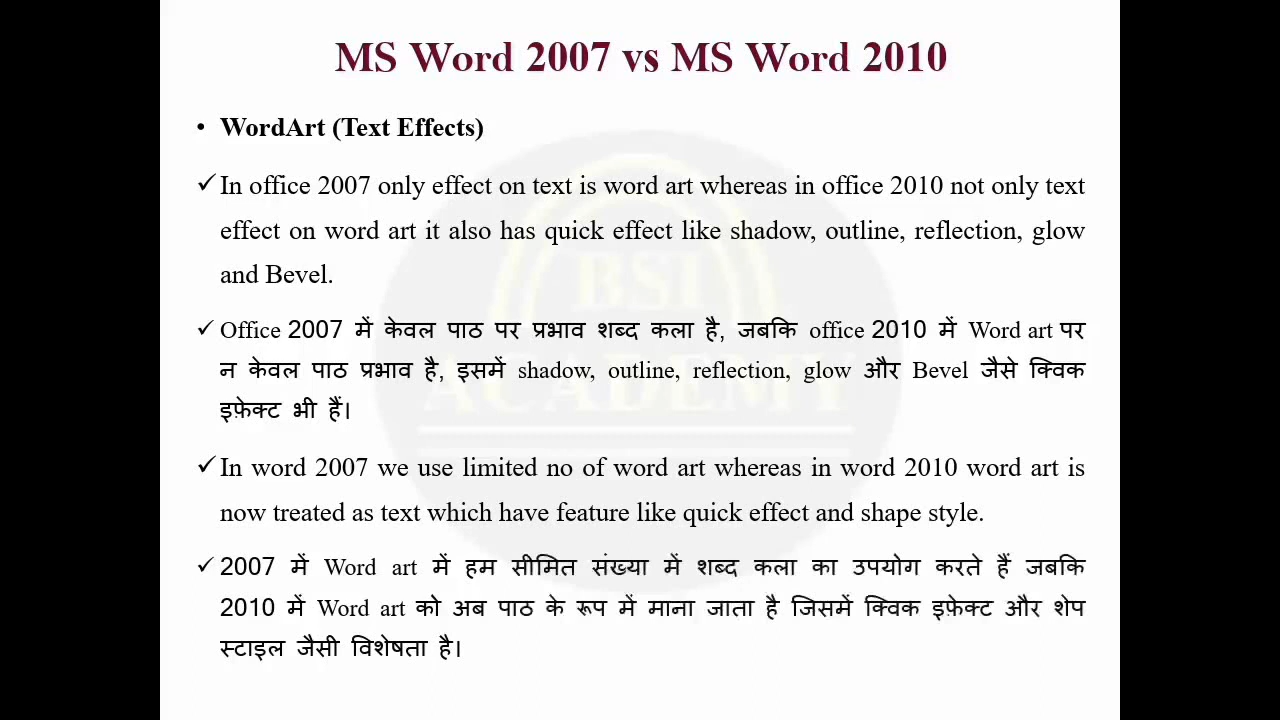 MS Word 2007 vs MS Word 2010
• WordArt (Text Effects)
✓ In office 2007 only effect on text is word art whereas in office 2010 not only text
effect on word art it also has quick effect like shadow, outline, reflection, glow
and Bevel.
✓ Office 2007 में केवल पाठ पर प्रभाव शब्द कला है, जबकि office 2010 में Word art पर
न केवल पाठ प्रभाव है, इसमें shadow, outline, reflection, glow और Bevel जैसे क्विक
इफ़ेक्ट भी हैं।
✓ In word 2007 we use limited no of word art whereas in word 2010 word art is
now treated as text which have feature like quick effect and shape style.
✓ 2007 में Word art में हम सीमित संख्या में शब्द कला का उपयोग करते हैं जबकि
2010 में Word art को अब पाठ के रूप में माना जाता है जिसमें क्विक इफ़ेक्ट और शेप
स्टाइल जैसी विशेषता है।
BSI
ACADEMY